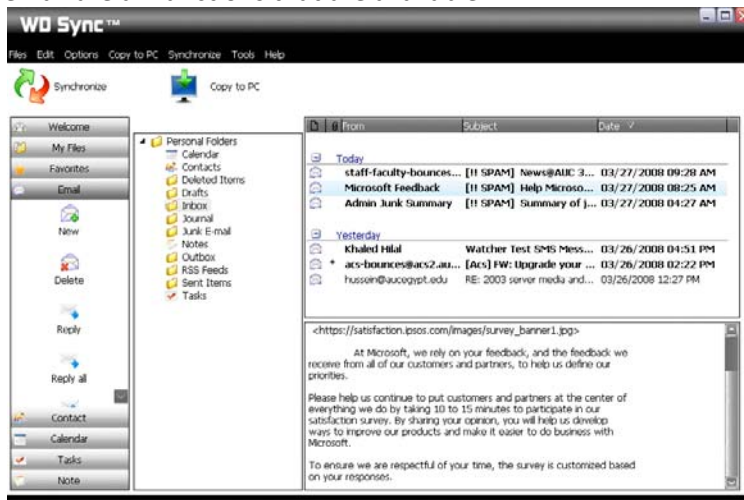 WD Sync™
Files Edit Options Copy to PC Synchronize Tools Help
Synchronize
Copy to PC
Welcome
My Files
Favorites
Email
New
Delete
Reply
Reply all
Contact
Calendar
Tasks
Note
Personal Folders
Calendar
Contacts
Deleted Items
Drafts
Inbox
Journal
Junk E-mail
Notes
Outbox
RSS Feeds
Sent Items
Tasks
From Subject Date
Today
staff-faculty-bounces... [!! SPAM] News@AUC 3... 03/27/2008 09:28 AM
Microsoft Feedback [!! SPAM] Help Microso... 03/27/2008 08:25 AM
Admin Junk Summary [!! SPAM] Summary of j... 03/27/2008 04:27 AM
Yesterday
Khaled Hilal Watcher Test SMS Mess... 03/26/2008 04:51 PM
* acs-bounces@acs2.au... [Acs] FW: Upgrade your ... 03/26/2008 02:22 PM
hussein@aucegypt.edu RE: 2003 server media and... 03/26/2008 12:27 PM
<https://satisfaction.ipsos.com/images/survey_banner1.jpg>
At Microsoft, we rely on your feedback, and the feedback we
receive from all of our customers and partners, to help us define our
priorities.
Please help us continue to put customers and partners at the center of
everything we do by taking 10 to 15 minutes to participate in our
satisfaction survey. By sharing your opinion, you will help us develop
ways to improve our products and make it easier to do business with
Microsoft.
To ensure we are respectful of your time, the survey is customized based
on your responses.